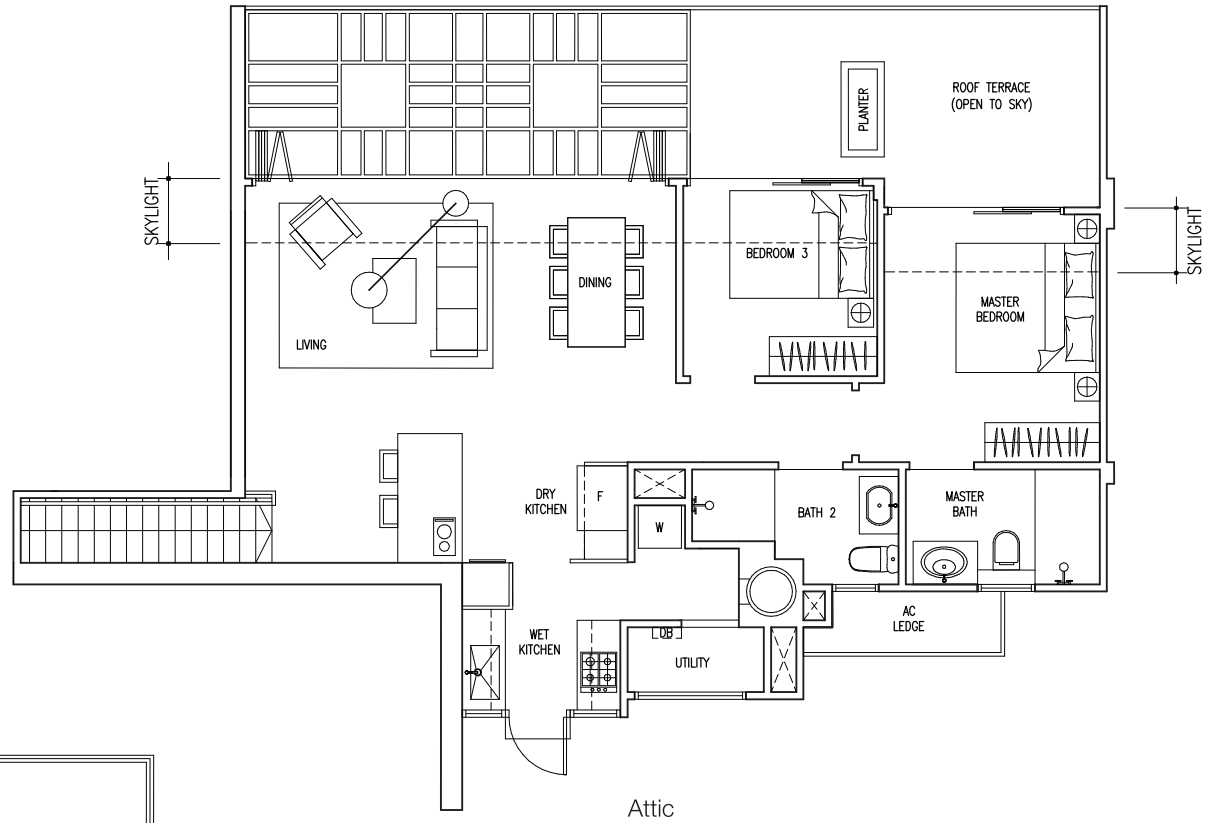 ROOF TERRACE
(OPEN TO SKY)
PLANTER
SKYLIGHT
SKYLIGHT
BEDROOM 3
DINING
MASTER
BEDROOM
LIVING
DRY
KITCHEN
F
W
BATH 2
MASTER
BATH
X
AC
LEDGE
WET
KITCHEN
DB
UTILITY
Attic